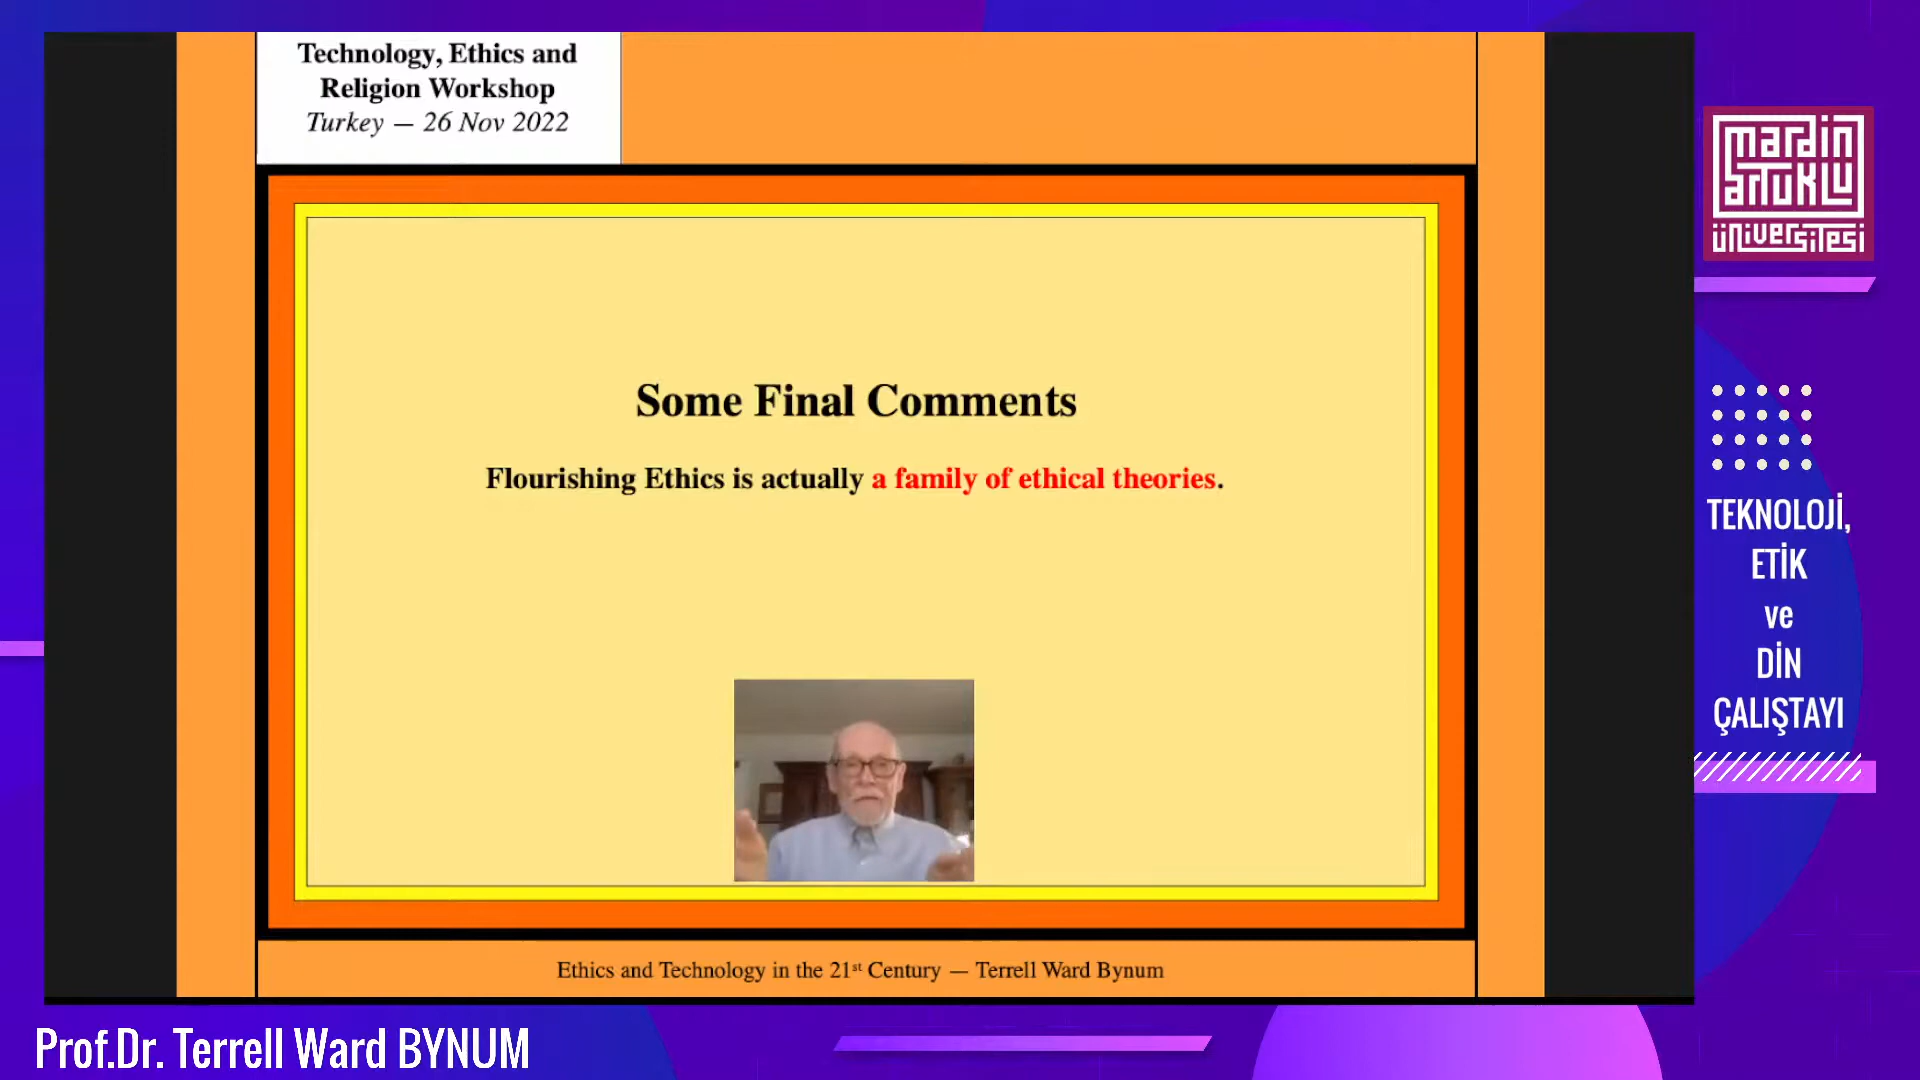 Technology, Ethics and
Religion Workshop
Turkey — 26 Nov 2022
Some Final Comments
Flourishing Ethics is actually a family of ethical theories.
Ethics and Technology in the 21st Century — Terrell Ward Bynum
mardin
artuklu
üniversitesi
TEKNOLOJİ,
ETİK
ve
DİN
ÇALIŞTAYI
Prof.Dr. Terrell Ward BYNUM